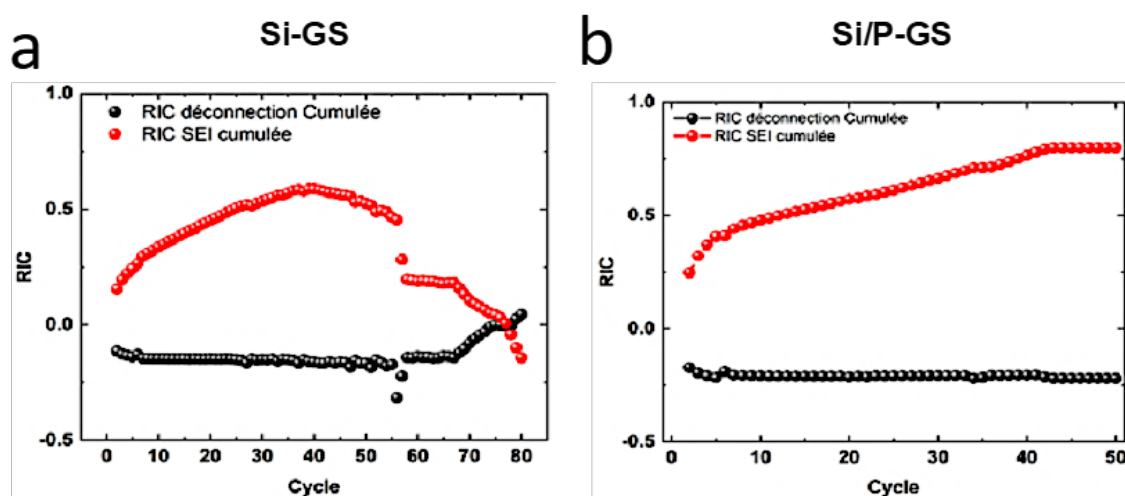 a
Si-GS
RIC déconnection Cumulée
RIC SEI cumulée
1.0
0.5
0.0
-0.5
RIC
0 10 20 30 40 50 60 70 80
Cycle
b
Si/P-GS
RIC déconnection Cumulée
RIC SEI cumulée
1.0
0.5
0.0
-0.5
RIC
0 10 20 30 40 50
Cycle